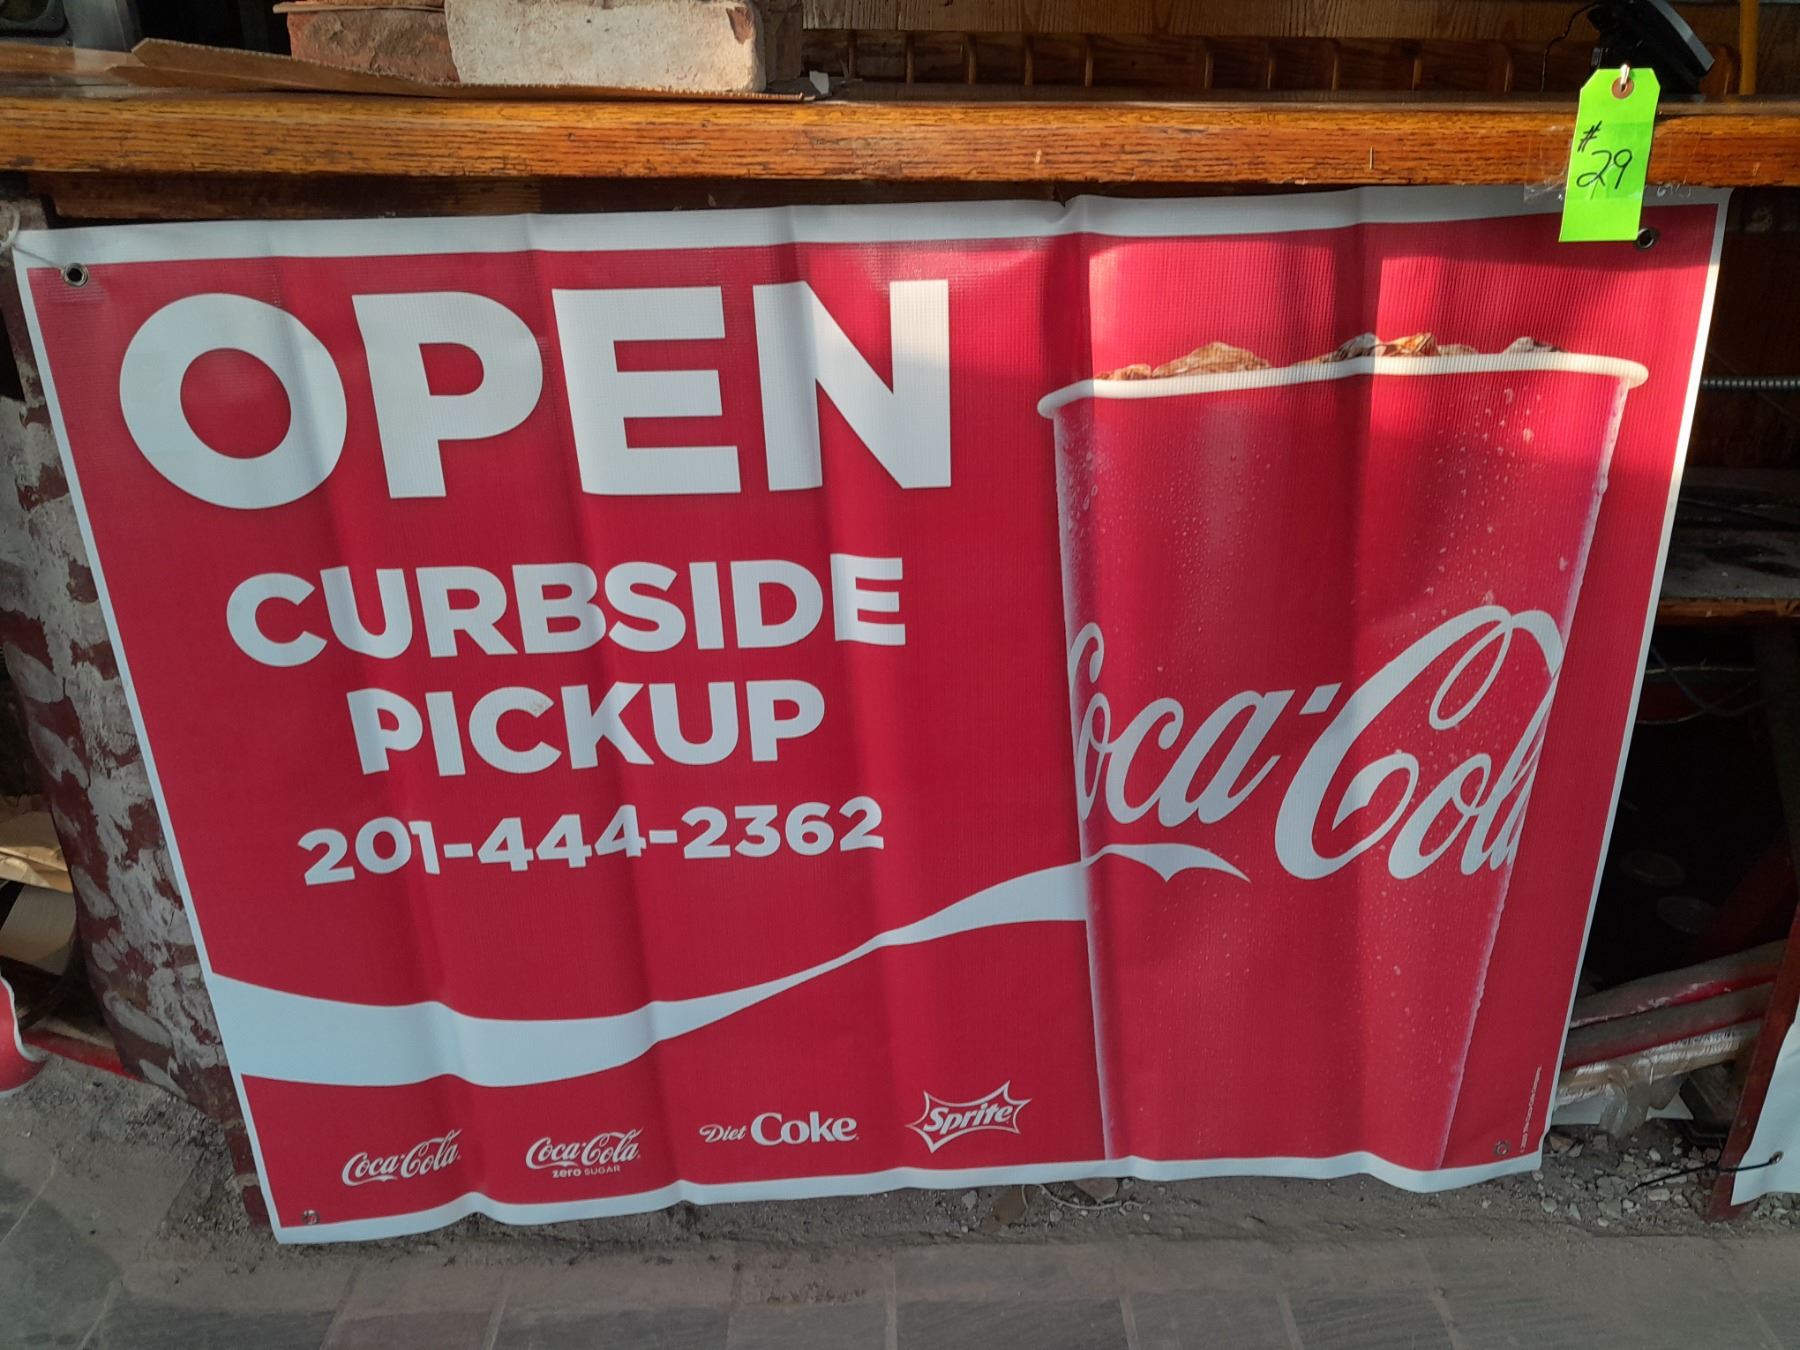 # 29
OPEN
CURBSIDE
PICKUP
201-444-2362
Coca-Cola
Coca-Cola
Coca-Cola
zero SUGAR
Diet Coke
Sprite